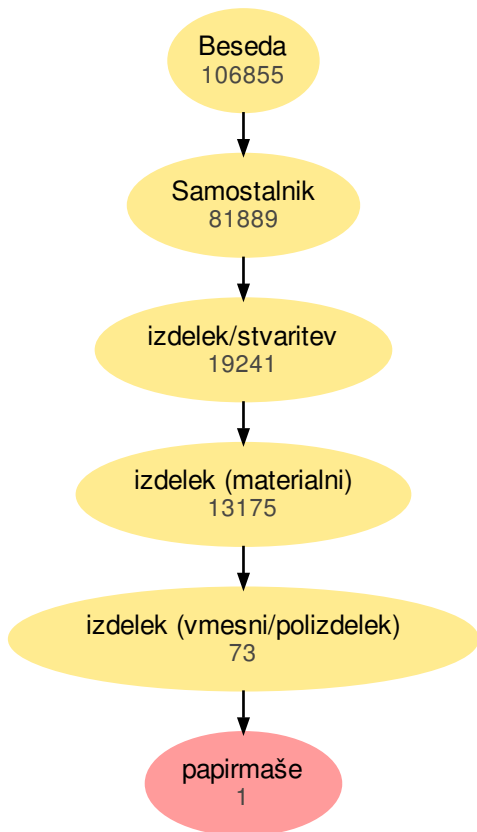 Beseda
106855
Samostalnik
81889
izdelek/stvaritev
19241
izdelek (materialni)
13175
izdelek (vmesni/polizdelek)
73
papirmaše
1